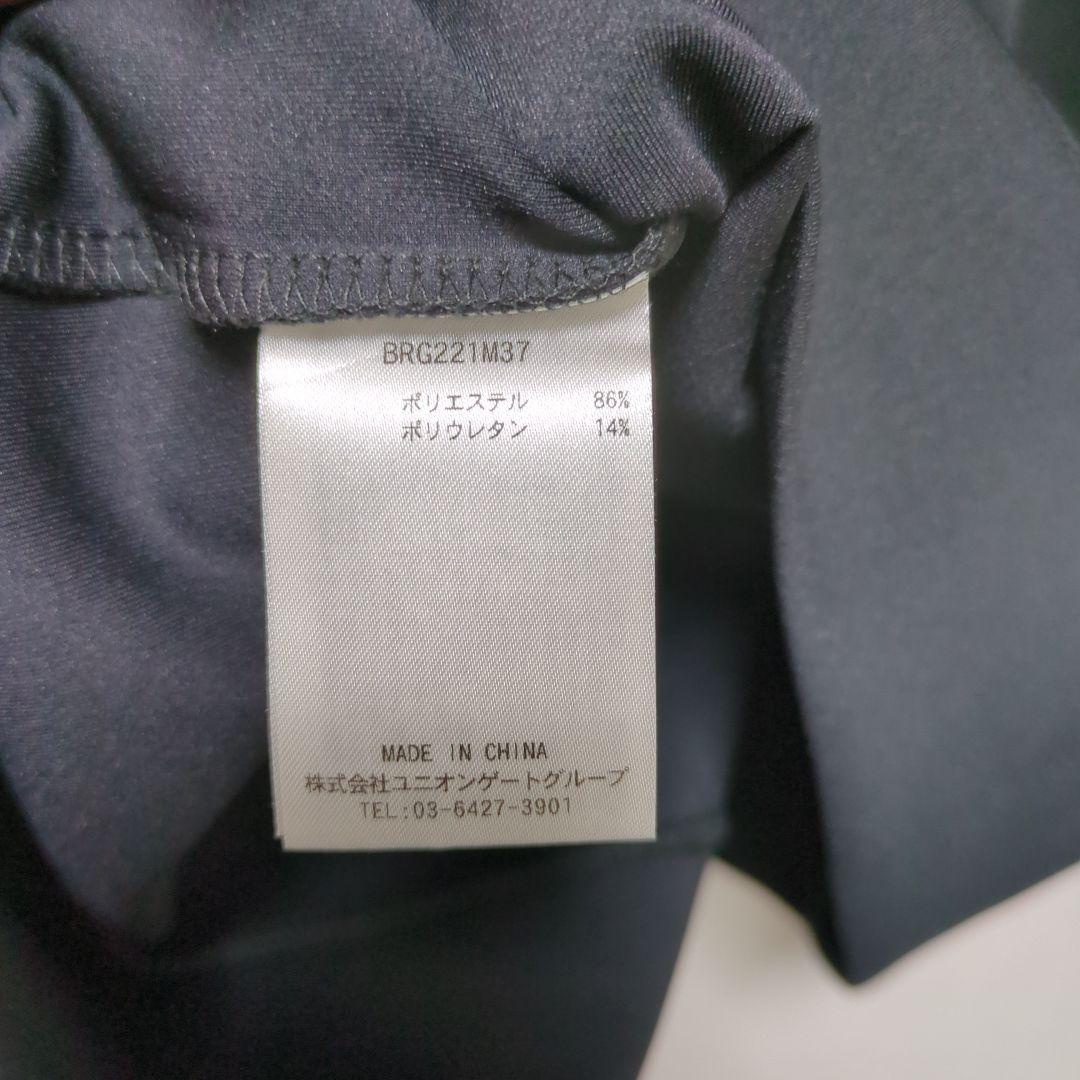 BRG221M37
ポリエステル 86%
ポリウレタン 14%
MADE IN CHINA
株式会社ユニオンゲートグループ
TEL:03-6427-3901